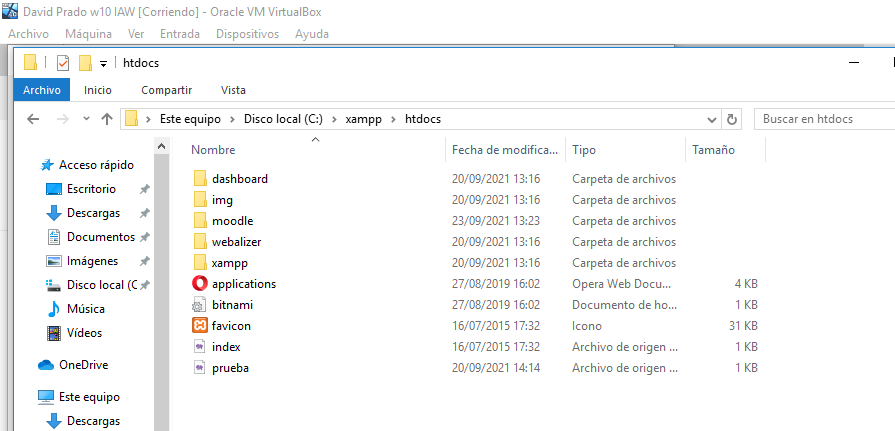 David Prado w10 IAW [Corriendo] - Oracle VM VirtualBox
Archivo Máquina Ver Entrada Dispositivos Ayuda
htdocs
Archivo Inicio Compartir Vista
Este equipo Disco local (C:) xampp htdocs
Buscar en htdocs
Acceso rápido
Escritorio
Descargas
Documentos
Imágenes
Disco local (C
Música
Vídeos
OneDrive
Este equipo
Descargas
Nombre Fecha de modifica... Tipo Tamaño
dashboard 20/09/2021 13:16 Carpeta de archivos
img 20/09/2021 13:16 Carpeta de archivos
moodle 23/09/2021 13:23 Carpeta de archivos
webalizer 20/09/2021 13:16 Carpeta de archivos
xampp 20/09/2021 13:16 Carpeta de archivos
applications 27/08/2019 16:02 Opera Web Docu... 4 KB
bitnami 27/08/2019 16:02 Documento de ho... 1 KB
favicon 16/07/2015 17:32 Icono 31 KB
index 16/07/2015 17:32 Archivo de origen ... 1 KB
prueba 20/09/2021 14:14 Archivo de origen ... 1 KB